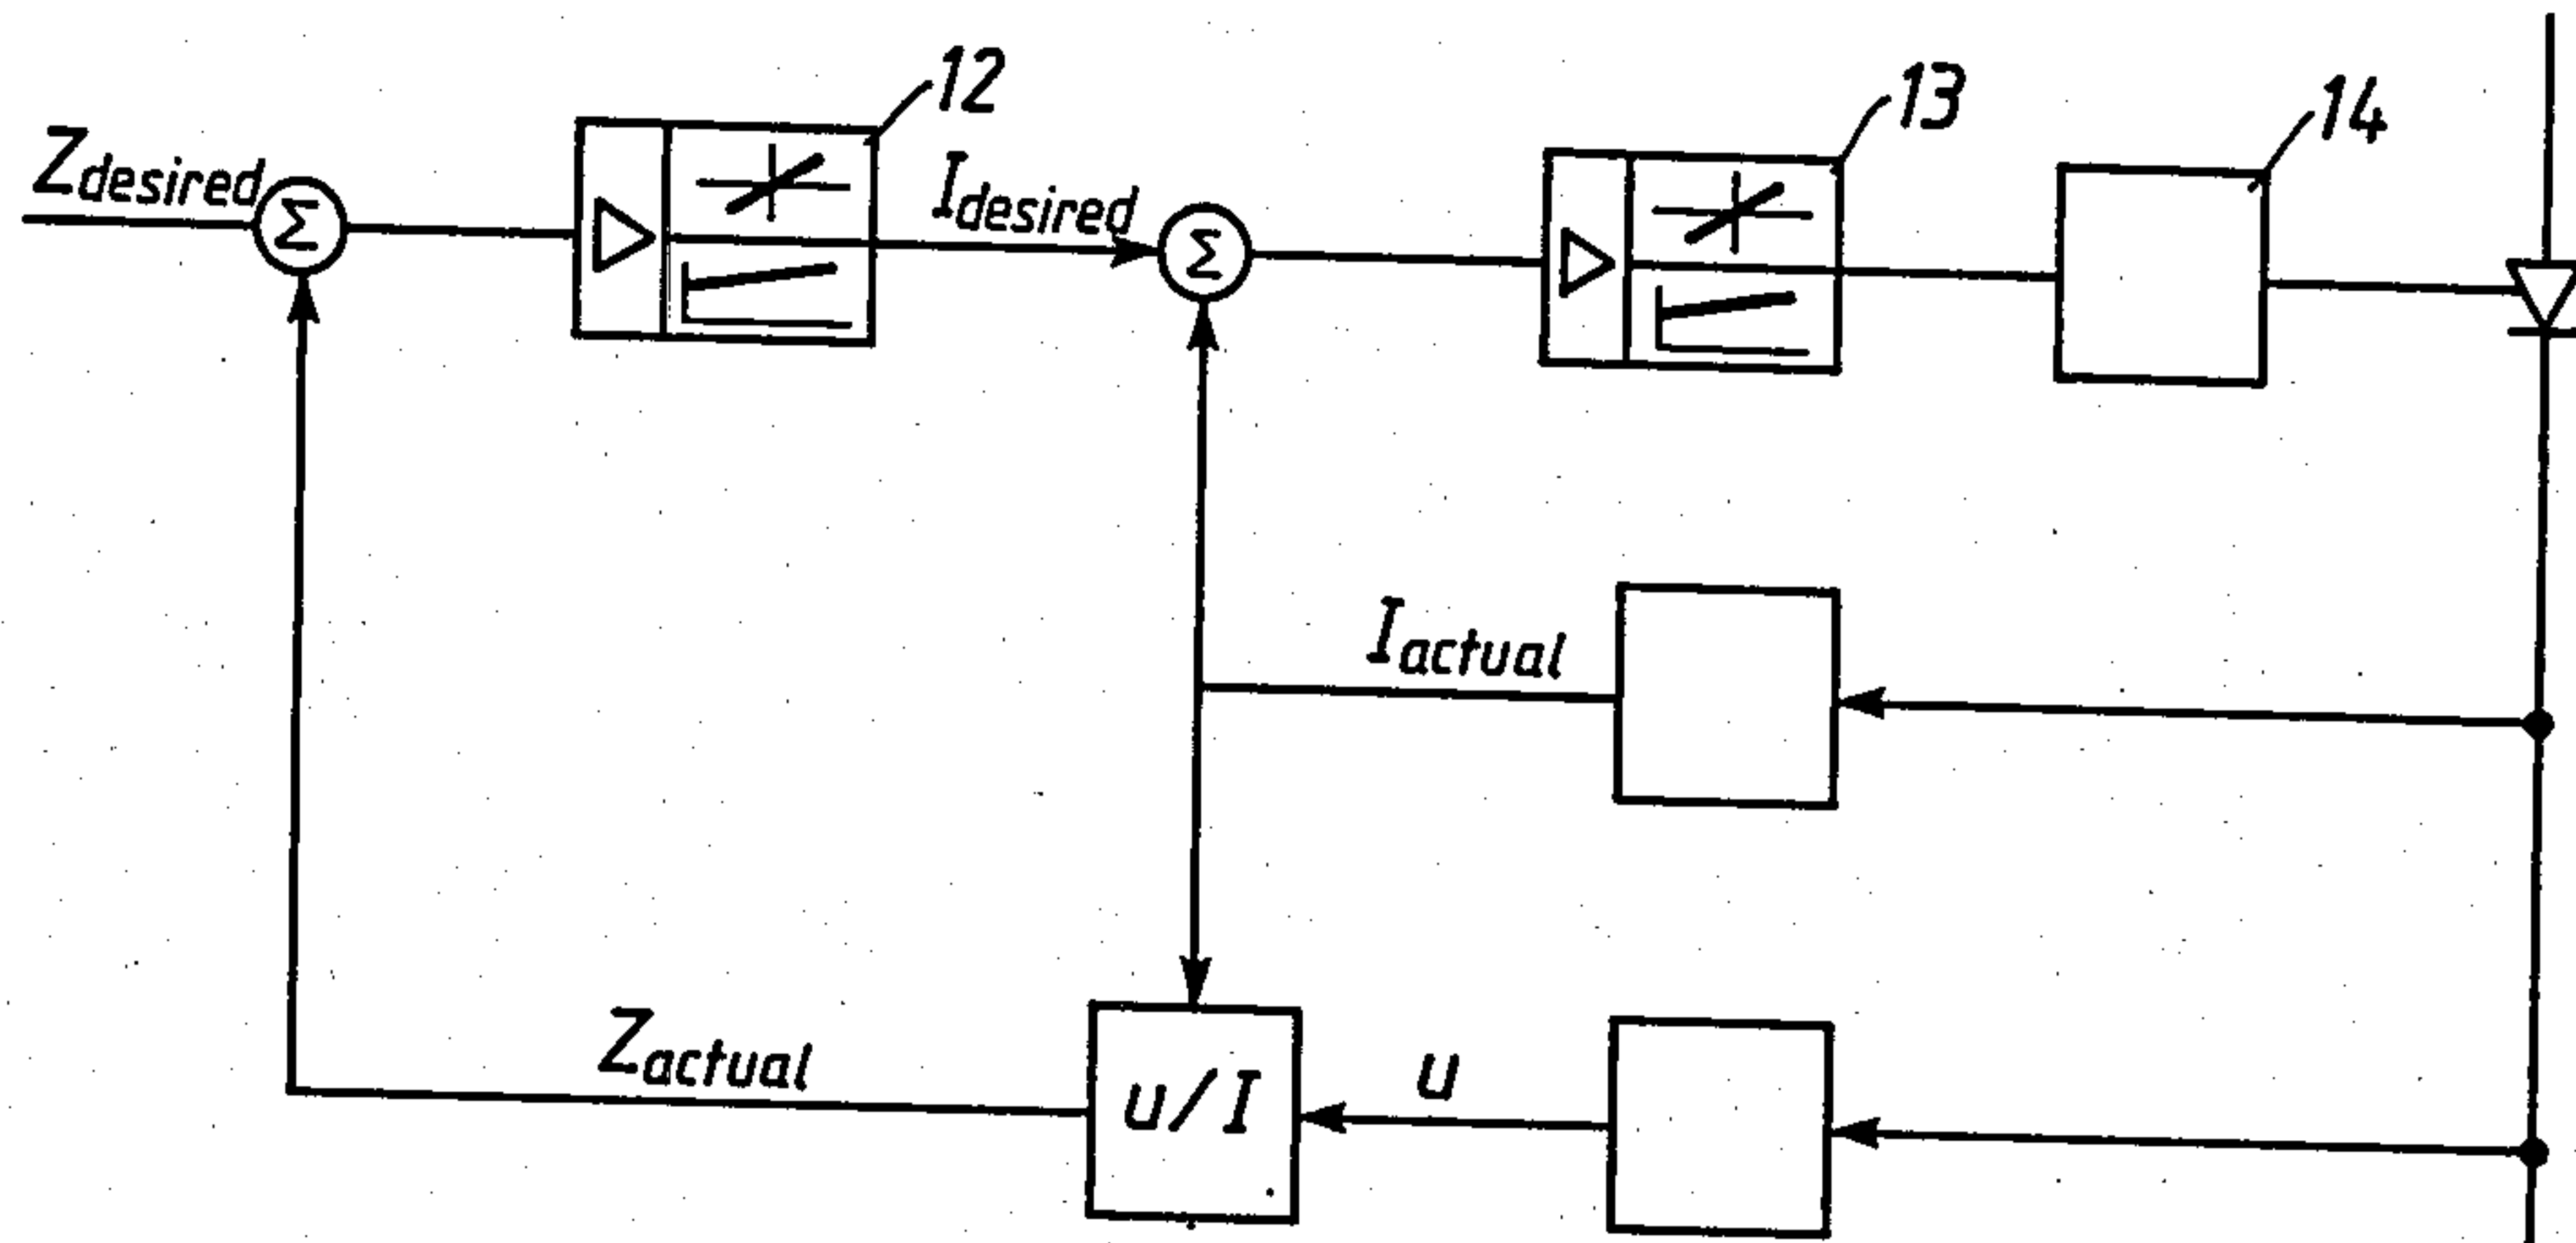 12
13
14
Zdesired
Σ
Idesired
Σ
Iactual
Zactual
u/I
u